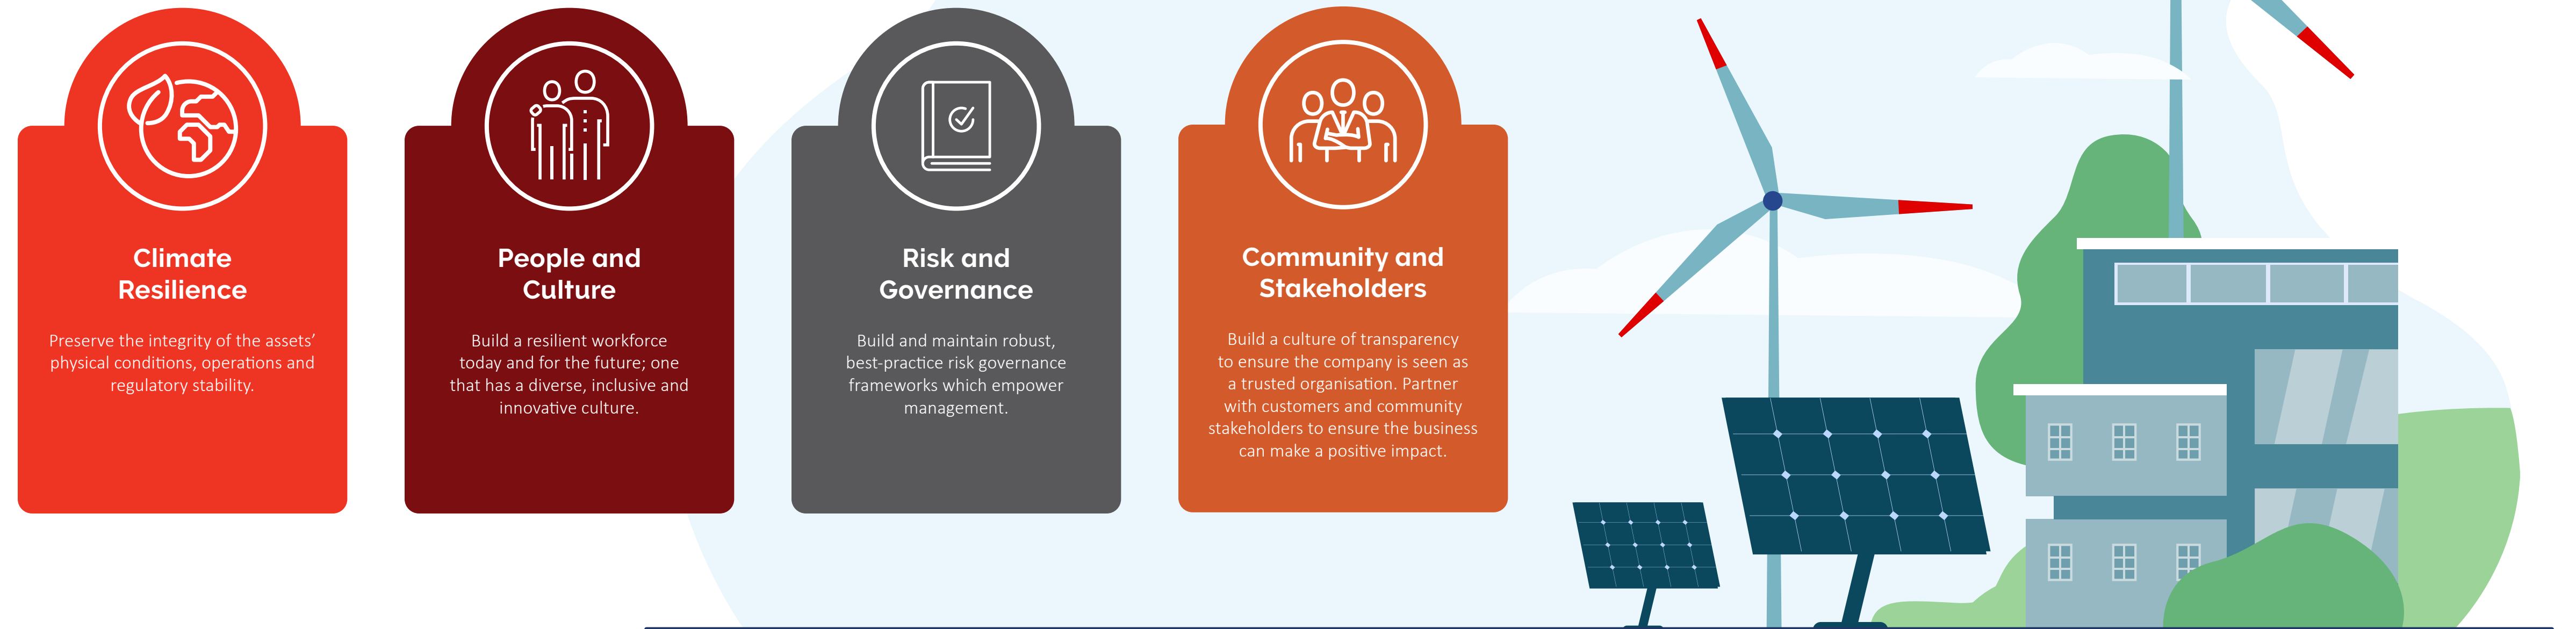 Climate
Resilience
Preserve the integrity of the assets’
physical conditions, operations and
regulatory stability.
People and
Culture
Build a resilient workforce
today and for the future; one
that has a diverse, inclusive and
innovative culture.
Risk and
Governance
Build and maintain robust,
best-practice risk governance
frameworks which empower
management.
Community and
Stakeholders
Build a culture of transparency
to ensure the company is seen as
a trusted organisation. Partner
with customers and community
stakeholders to ensure the business
can make a positive impact.